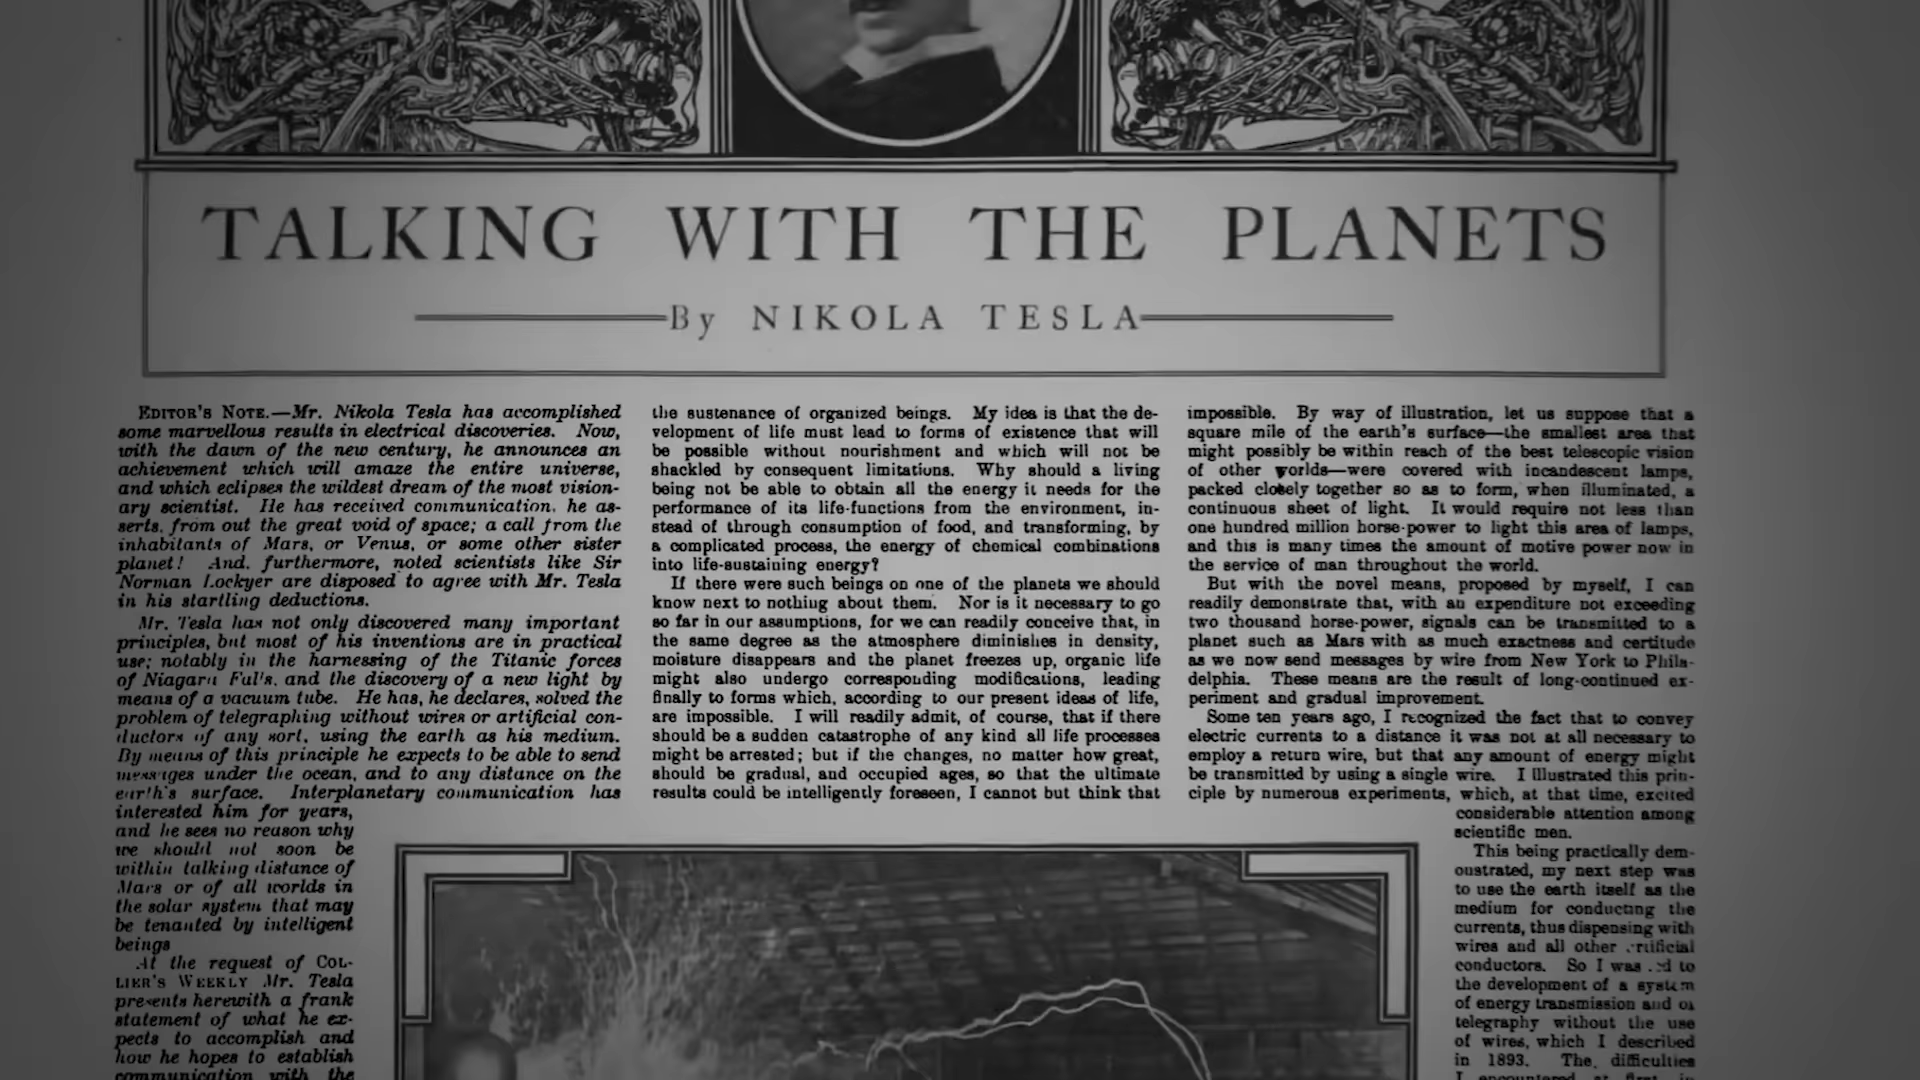 TALKING WITH THE PLANETS
By NIKOLA TESLA
EDITOR'S NOTE.—Mr. Nikola Tesla has accomplished
some marvellous results in electrical discoveries. Now,
with the dawn of the new century, he announces an
achievement which will amaze the entire universe,
and which eclipses the wildest dream of the most vision-
ary scientist. He has received communication, he as-
serts, from out the great void of space; a call from the
inhabitants of Mars, or Venus, or some other sister
planet! And, furthermore, noted scientists like Sir
Norman Lockyer are disposed to agree with Mr. Tesla
in his startling deductions.
Mr. Tesla has not only discovered many important
principles, but most of his inventions are in practical
use; notably in the harnessing of the Titanic forces
of Niagara Falls, and the discovery of a new light by
means of a vacuum tube. He has, he declares, solved the
problem of telegraphing without wires or artificial con-
ductors of any sort, using the earth as his medium.
By means of this principle he expects to be able to send
messages under the ocean, and to any distance on the
earth's surface. Interplanetary communication has
interested him for years,
and he sees no reason why
we should not soon be
within talking distance of
Mars or of all worlds in
the solar system that may
be tenanted by intelligent
beings
At the request of COL-
LIER'S WEEKLY Mr. Tesla
presents herewith a frank
statement of what he ex-
pects to accomplish and
how he hopes to establish
communication with the
the sustenance of organized beings. My idea is that the de-
velopment of life must lead to forms of existence that will
be possible without nourishment and which will not be
shackled by consequent limitations. Why should a living
being not be able to obtain all the energy it needs for the
performance of its life-functions from the environment, in-
stead of through consumption of food, and transforming, by
a complicated process, the energy of chemical combinations
into life-sustaining energy?
If there were such beings on one of the planets we should
know next to nothing about them. Nor is it necessary to go
so far in our assumptions, for we can readily conceive that, in
the same degree as the atmosphere diminishes in density,
moisture disappears and the planet freezes up, organic life
might also undergo corresponding modifications, leading
finally to forms which, according to our present ideas of life,
are impossible. I will readily admit, of course, that if there
should be a sudden catastrophe of any kind all life processes
might be arrested; but if the changes, no matter how great,
should be gradual, and occupied ages, so that the ultimate
results could be intelligently foreseen, I cannot but think that
impossible. By way of illustration, let us suppose that a
square mile of the earth's surface—the smallest area that
might possibly be within reach of the best telescopic vision
of other worlds—were covered with incandescent lamps,
packed closely together so as to form, when illuminated, a
continuous sheet of light. It would require not less than
one hundred million horse-power to light this area of lamps,
and this is many times the amount of motive power now in
the service of man throughout the world.
But with the novel means, proposed by myself, I can
readily demonstrate that, with an expenditure not exceeding
two thousand horse-power, signals can be transmitted to a
planet such as Mars with as much exactness and certitude
as we now send messages by wire from New York to Phila-
delphia. These means are the result of long-continued ex-
periment and gradual improvement.
Some ten years ago, I recognized the fact that to convey
electric currents to a distance it was not at all necessary to
employ a return wire, but that any amount of energy might
be transmitted by using a single wire. I illustrated this prin-
ciple by numerous experiments, which, at that time, excited
considerable attention among
scientific men.
This being practically dem-
onstrated, my next step was
to use the earth itself as the
medium for conducting the
currents, thus dispensing with
wires and all other artificial
conductors. So I was to
the development of a system
of energy transmission and of
telegraphy without the use
of wires, which I described
in 1893. The difficulties
I encountered at first in